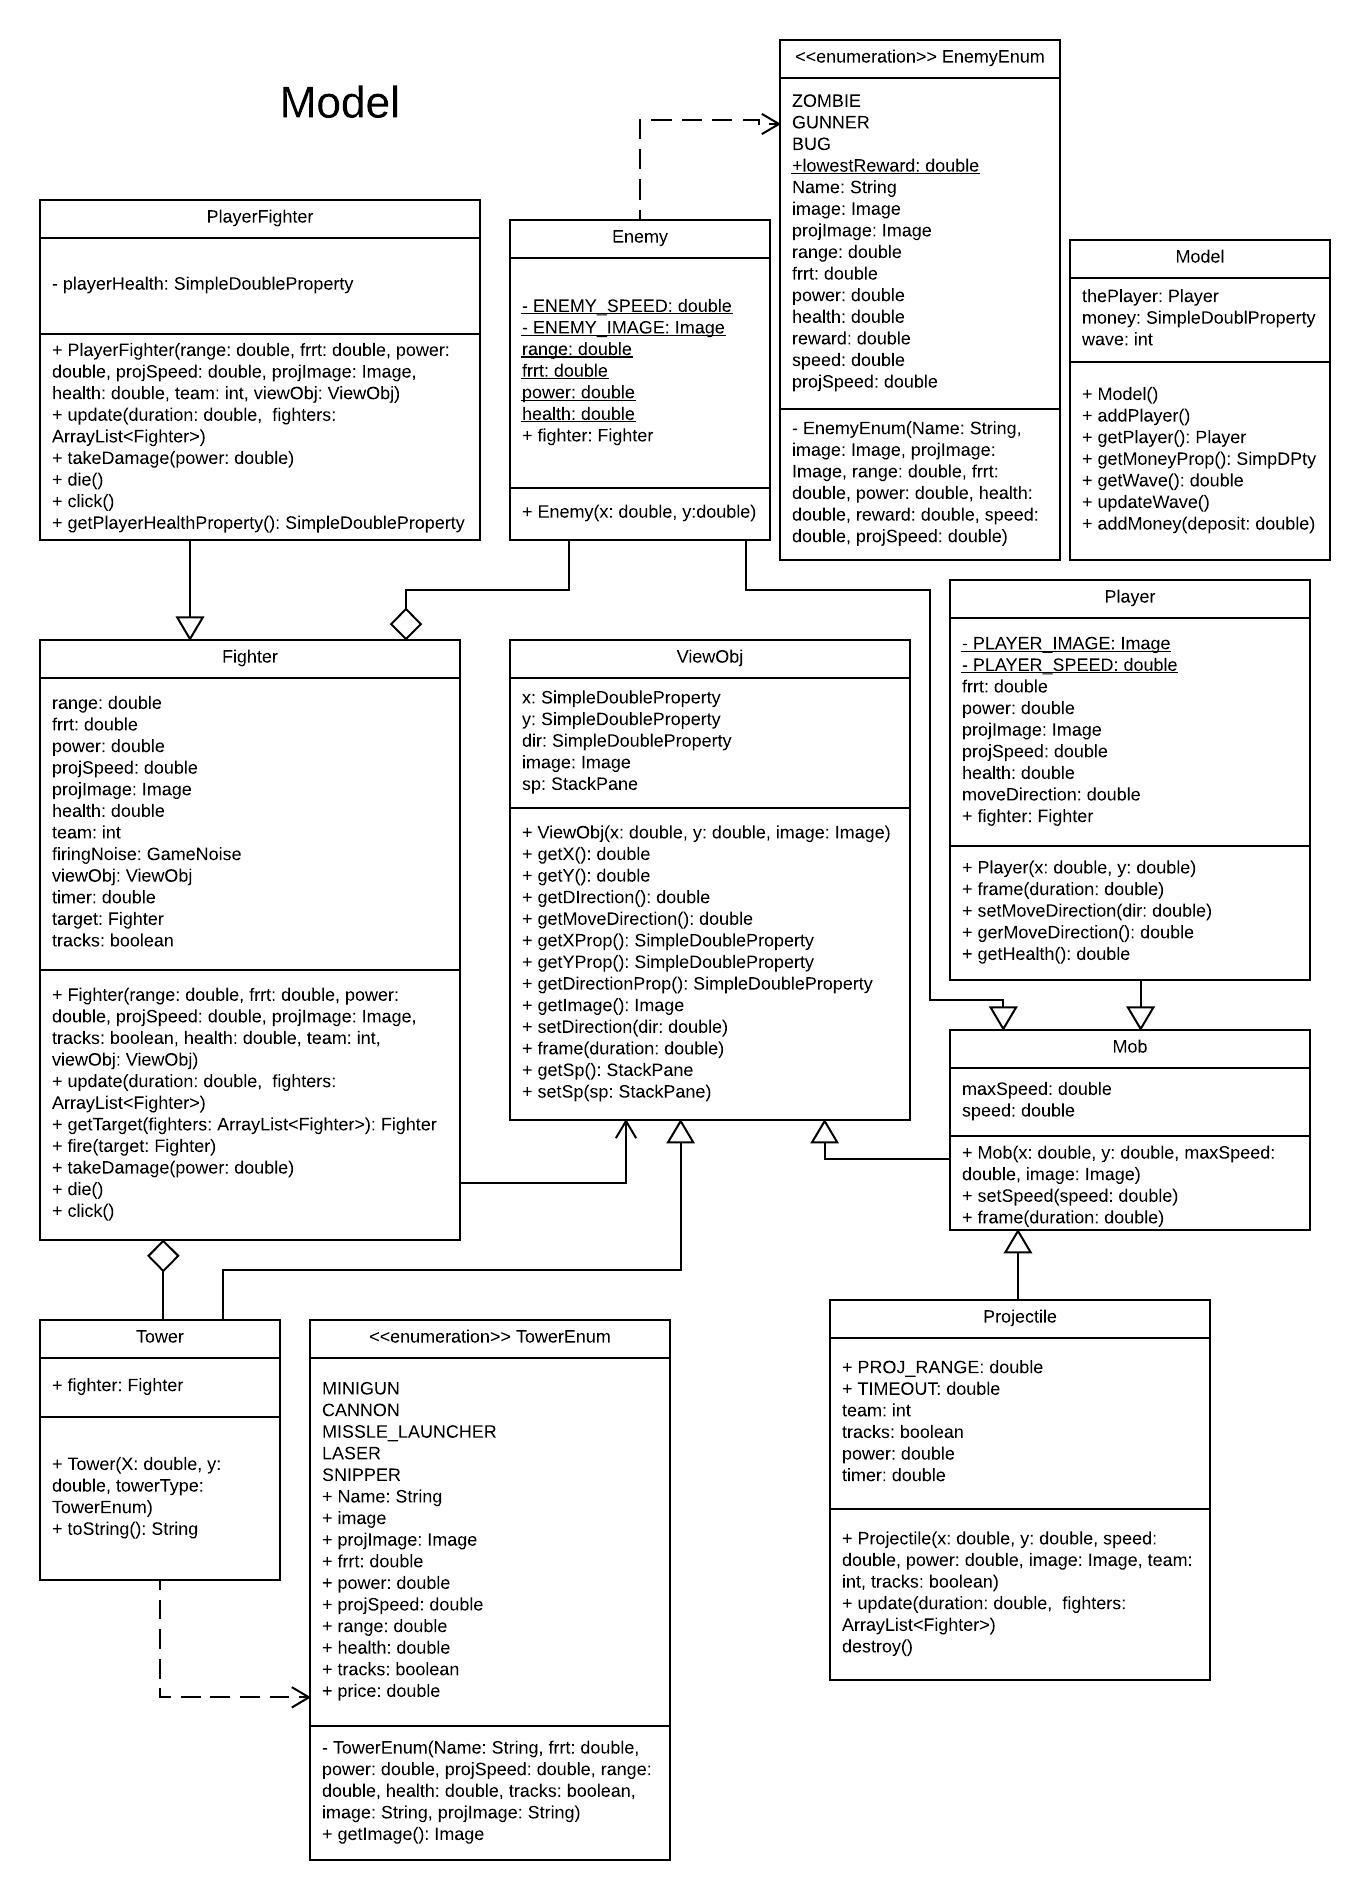 Model
<<enumeration>> EnemyEnum
ZOMBIE
GUNNER
BUG
+lowestReward: double
Name: String
image: Image
projImage: Image
range: double
frrt: double
power: double
health: double
reward: double
speed: double
projSpeed: double
- EnemyEnum(Name: String,
image: Image, projImage:
Image, range: double, frrt:
double, power: double, health:
double, reward: double, speed:
double, projSpeed: double)
PlayerFighter
- playerHealth: SimpleDoubleProperty
+ PlayerFighter(range: double, frrt: double, power:
double, projSpeed: double, projImage: Image,
health: double, team: int, viewObj: ViewObj)
+ update(duration: double,  fighters:
ArrayList<Fighter>)
+ takeDamage(power: double)
+ die()
+ click()
+ getPlayerHealthProperty(): SimpleDoubleProperty
Enemy
- ENEMY_SPEED: double
- ENEMY_IMAGE: Image
range: double
frrt: double
power: double
health: double
+ fighter: Fighter
+ Enemy(x: double, y:double)
Model
thePlayer: Player
money: SimpleDoublProperty
wave: int
+ Model()
+ addPlayer()
+ getPlayer(): Player
+ getMoneyProp(): SimpDPty
+ getWave(): double
+ updateWave()
+ addMoney(deposit: double)
Fighter
range: double
frrt: double
power: double
projSpeed: double
projImage: Image
health: double
team: int
firingNoise: GameNoise
viewObj: ViewObj
timer: double
target: Fighter
tracks: boolean
+ Fighter(range: double, frrt: double, power:
double, projSpeed: double, projImage: Image,
tracks: boolean, health: double, team: int,
viewObj: ViewObj)
+ update(duration: double,  fighters:
ArrayList<Fighter>)
+ getTarget(fighters: ArrayList<Fighter>): Fighter
+ fire(target: Fighter)
+ takeDamage(power: double)
+ die()
+ click()
ViewObj
x: SimpleDoubleProperty
y: SimpleDoubleProperty
dir: SimpleDoubleProperty
image: Image
sp: StackPane
+ ViewObj(x: double, y: double, image: Image)
+ getX(): double
+ getY(): double
+ getDIrection(): double
+ getMoveDirection(): double
+ getXProp(): SimpleDoubleProperty
+ getYProp(): SimpleDoubleProperty
+ getDirectionProp(): SimpleDoubleProperty
+ getImage(): Image
+ setDirection(dir: double)
+ frame(duration: double)
+ getSp(): StackPane
+ setSp(sp: StackPane)
Player
- PLAYER_IMAGE: Image
- PLAYER_SPEED: double
frrt: double
power: double
projImage: Image
projSpeed: double
health: double
moveDirection: double
+ fighter: Fighter
+ Player(x: double, y: double)
+ frame(duration: double)
+ setMoveDirection(dir: double)
+ gerMoveDirection(): double
+ getHealth(): double
Mob
maxSpeed: double
speed: double
+ Mob(x: double, y: double, maxSpeed:
double, image: Image)
+ setSpeed(speed: double)
+ frame(duration: double)
Tower
+ fighter: Fighter
+ Tower(X: double, y:
double, towerType:
TowerEnum)
+ toString(): String
<<enumeration>> TowerEnum
MINIGUN
CANNON
MISSLE_LAUNCHER
LASER
SNIPPER
+ Name: String
+ image
+ projImage: Image
+ frrt: double
+ power: double
+ projSpeed: double
+ range: double
+ health: double
+ tracks: boolean
+ price: double
- TowerEnum(Name: String, frrt: double,
power: double, projSpeed: double, range:
double, health: double, tracks: boolean,
image: String, projImage: String)
+ getImage(): Image
Projectile
+ PROJ_RANGE: double
+ TIMEOUT: double
team: int
tracks: boolean
power: double
timer: double
+ Projectile(x: double, y: double, speed:
double, power: double, image: Image, team:
int, tracks: boolean)
+ update(duration: double,  fighters:
ArrayList<Fighter>)
destroy()